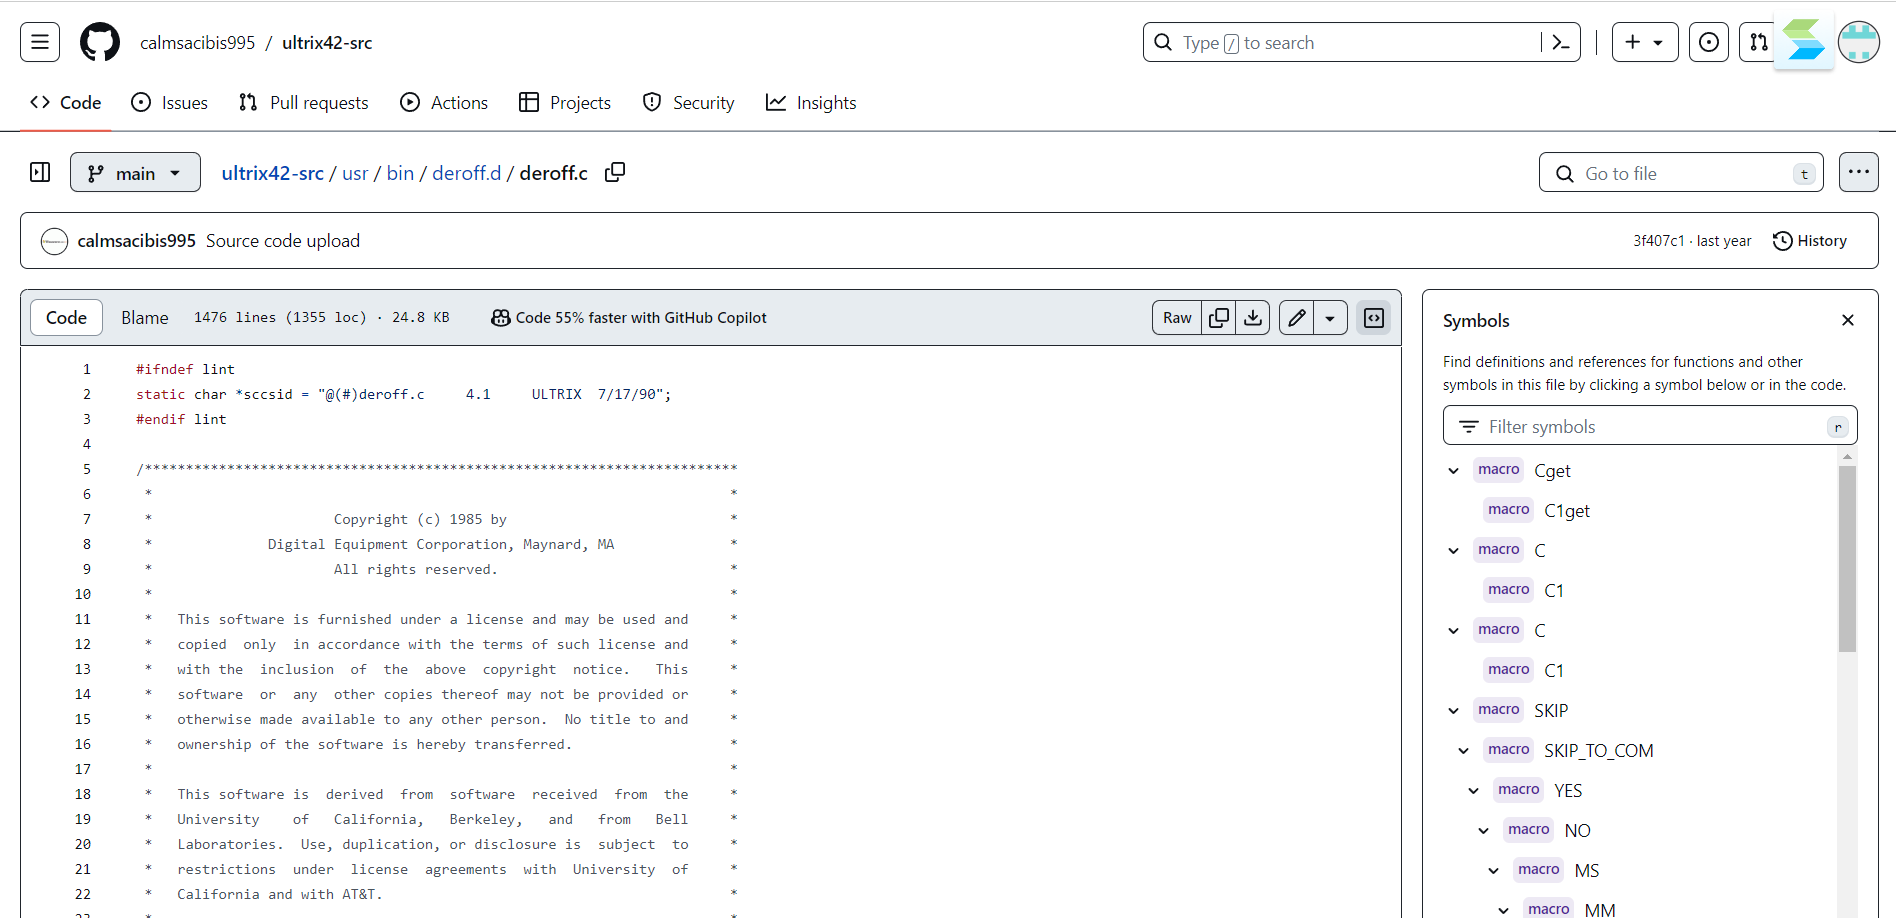 calmsacibis995 / ultrix42-src
Type / to search
Code
Issues
Pull requests
Actions
Projects
Security
Insights
main
ultrix42-src / usr / bin / deroff.d / deroff.c
Go to file
t
calmsacibis995 Source code upload
3f407c1 · last year
History
Code
Blame
1476 lines (1355 loc) · 24.8 KB
Code 55% faster with GitHub Copilot
Raw
1 #ifndef lint
2 static char *sccsid = "@(#)deroff.c     4.1     ULTRIX  7/17/90";
3 #endif lint
4
5 /************************************************************************
6  *                                                                      *
7  *                      Copyright (c) 1985 by                           *
8  *              Digital Equipment Corporation, Maynard, MA              *
9  *                      All rights reserved.                            *
10  *                                                                      *
11  *   This software is furnished under a license and may be used and     *
12  *   copied  only  in accordance with the terms of such license and     *
13  *   with the  inclusion  of  the  above  copyright  notice.   This     *
14  *   software  or  any  other copies thereof may not be provided or     *
15  *   otherwise made available to any other person.  No title to and     *
16  *   ownership of the software is hereby transferred.                   *
17  *                                                                      *
18  *   This software is  derived  from  software  received  from  the     *
19  *   University    of   California,   Berkeley,   and   from   Bell     *
20  *   Laboratories.  Use, duplication, or disclosure is  subject  to     *
21  *   restrictions  under  license  agreements  with  University  of     *
22  *   California and with AT&T.                                          *
Symbols
Find definitions and references for functions and other
symbols in this file by clicking a symbol below or in the code.
Filter symbols
r
macro Cget
macro C1get
macro C
macro C1
macro C
macro C1
macro SKIP
macro SKIP_TO_COM
macro YES
macro NO
macro MS
macro MM